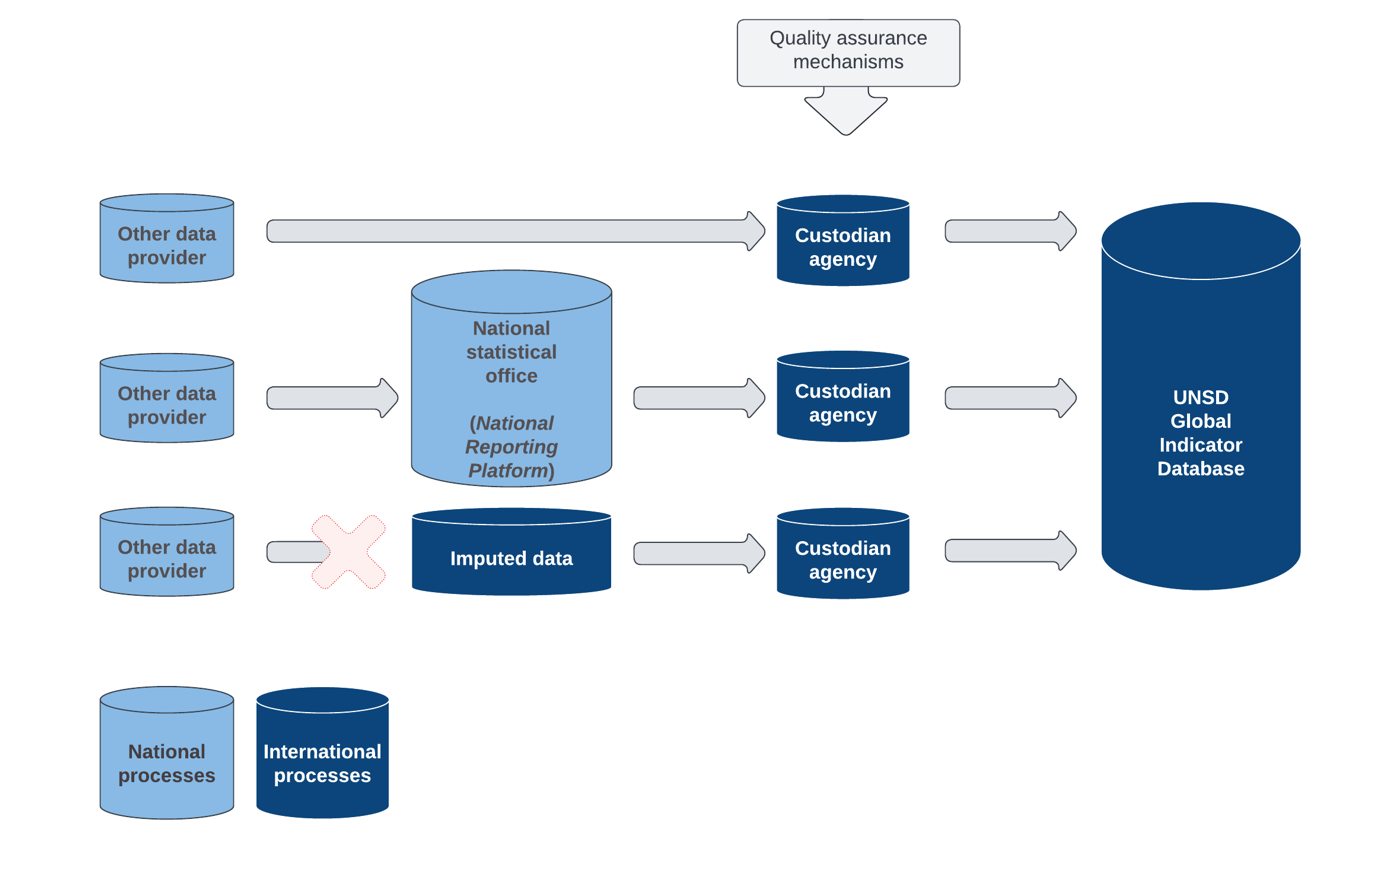 Quality assurance
mechanisms
Other data
provider
Custodian
agency
National
statistical
office
(National
Reporting
Platform)
Other data
provider
Custodian
agency
UNSD
Global
Indicator
Database
Other data
provider
Imputed data
Custodian
agency
National
processes
International
processes